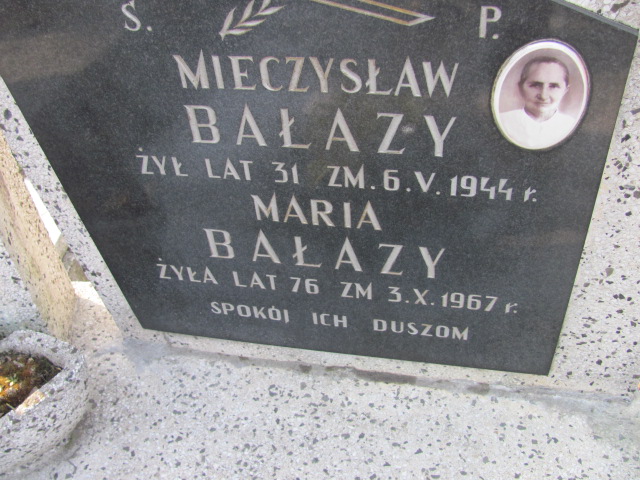 Ś. P.
MIECZYSŁAW
BAŁAZY
ŻYŁ LAT 31 ZM. 6. V. 1944 r.
MARIA
BAŁAZY
ŻYŁA LAT 76 ZM 3. X. 1967 r.
SPOKÓJ ICH DUSZOM